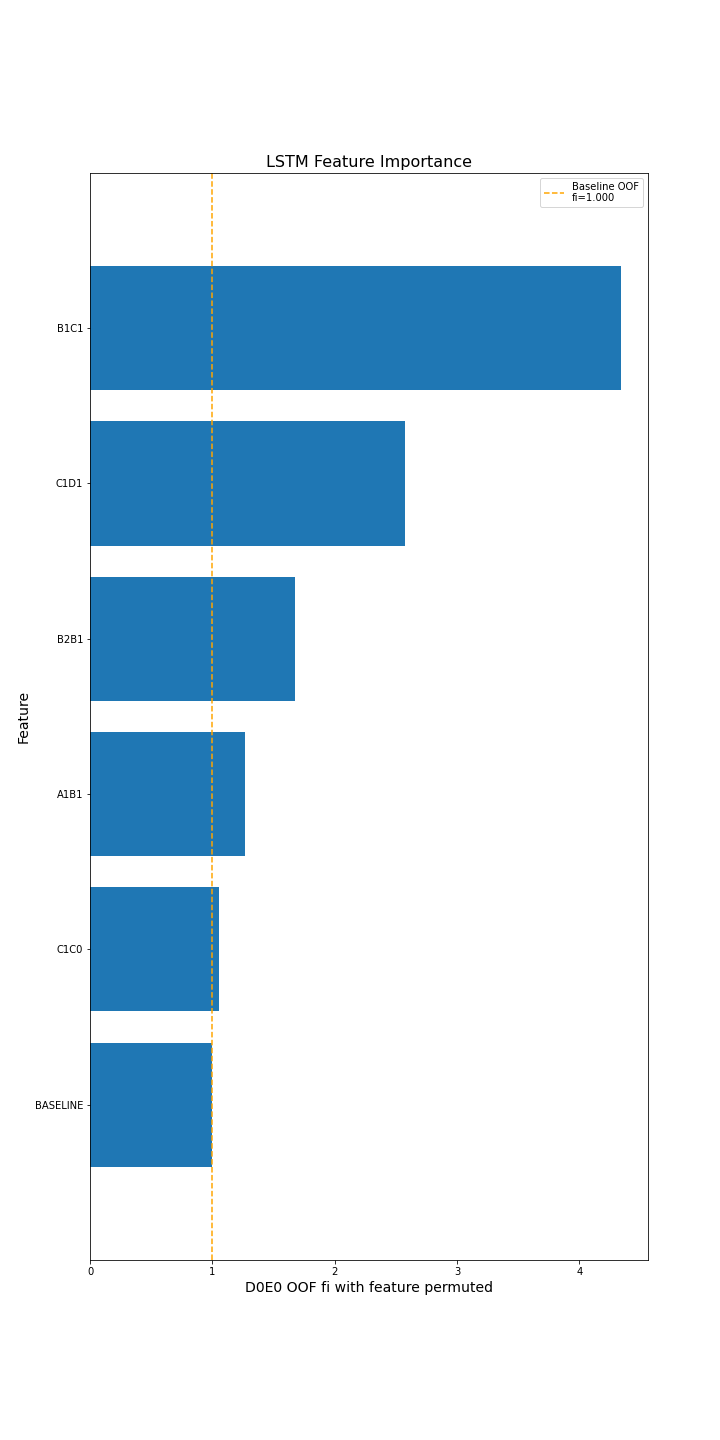 LSTM Feature Importance
Baseline OOF
fi=1.000
B1C1
C1D1
B2B1
A1B1
C1C0
BASELINE
Feature
0 1 2 3 4
D0E0 OOF fi with feature permuted